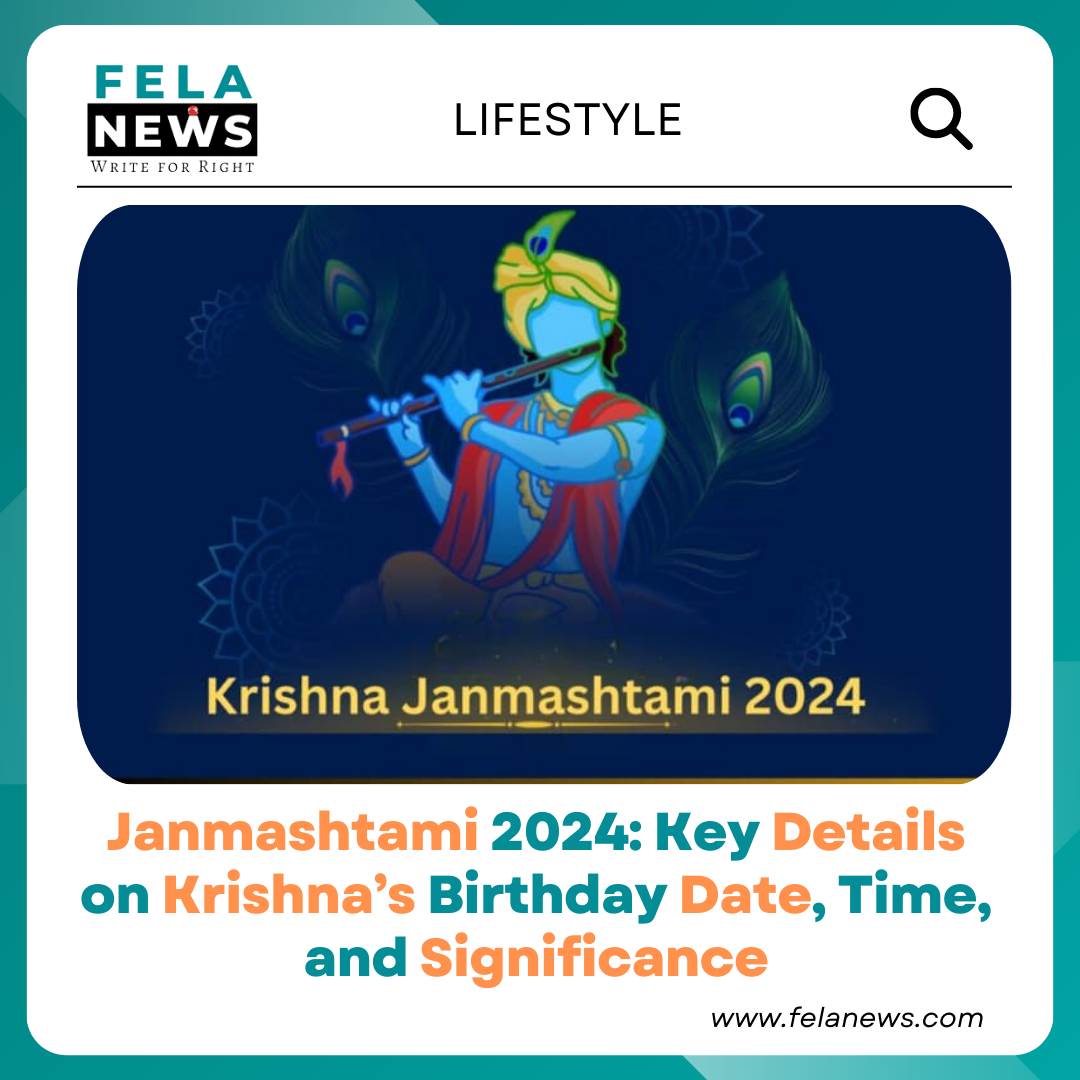 FELA
NEWS
WRITE FOR RIGHT
LIFESTYLE
Krishna Janmashtami 2024
Janmashtami 2024: Key Details
on Krishna’s Birthday Date, Time,
and Significance
www.felanews.com